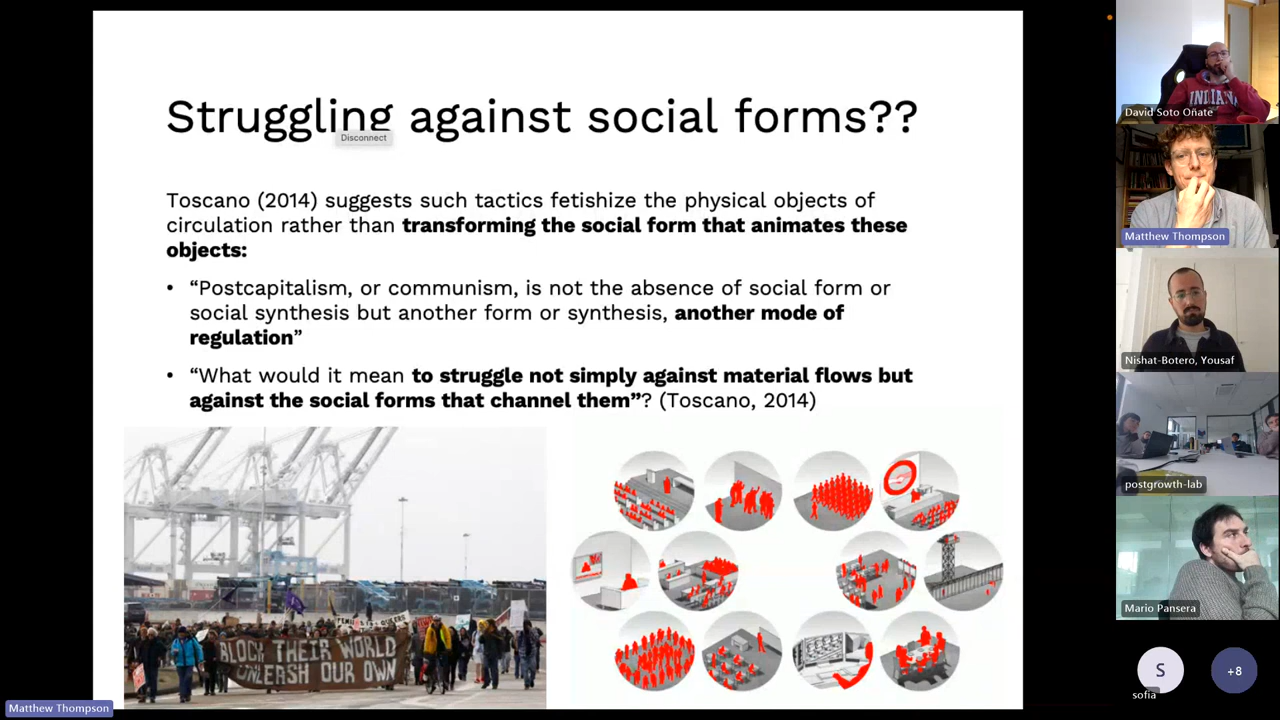 Struggling against social forms??
Disconnect
Toscano (2014) suggests such tactics fetishize the physical objects of
circulation rather than transforming the social form that animates these
objects:
• “Postcapitalism, or communism, is not the absence of social form or
social synthesis but another form or synthesis, another mode of
regulation”
• “What would it mean to struggle not simply against material flows but
against the social forms that channel them”? (Toscano, 2014)
BLOCK THEIR WORLD
UNLEASH OUR OWN
Matthew Thompson
INDIANA
David Soto Oñate
Matthew Thompson
Nishat-Botero, Yousaf
postgrowth-lab
Mario Pansera
S
sofia
+8